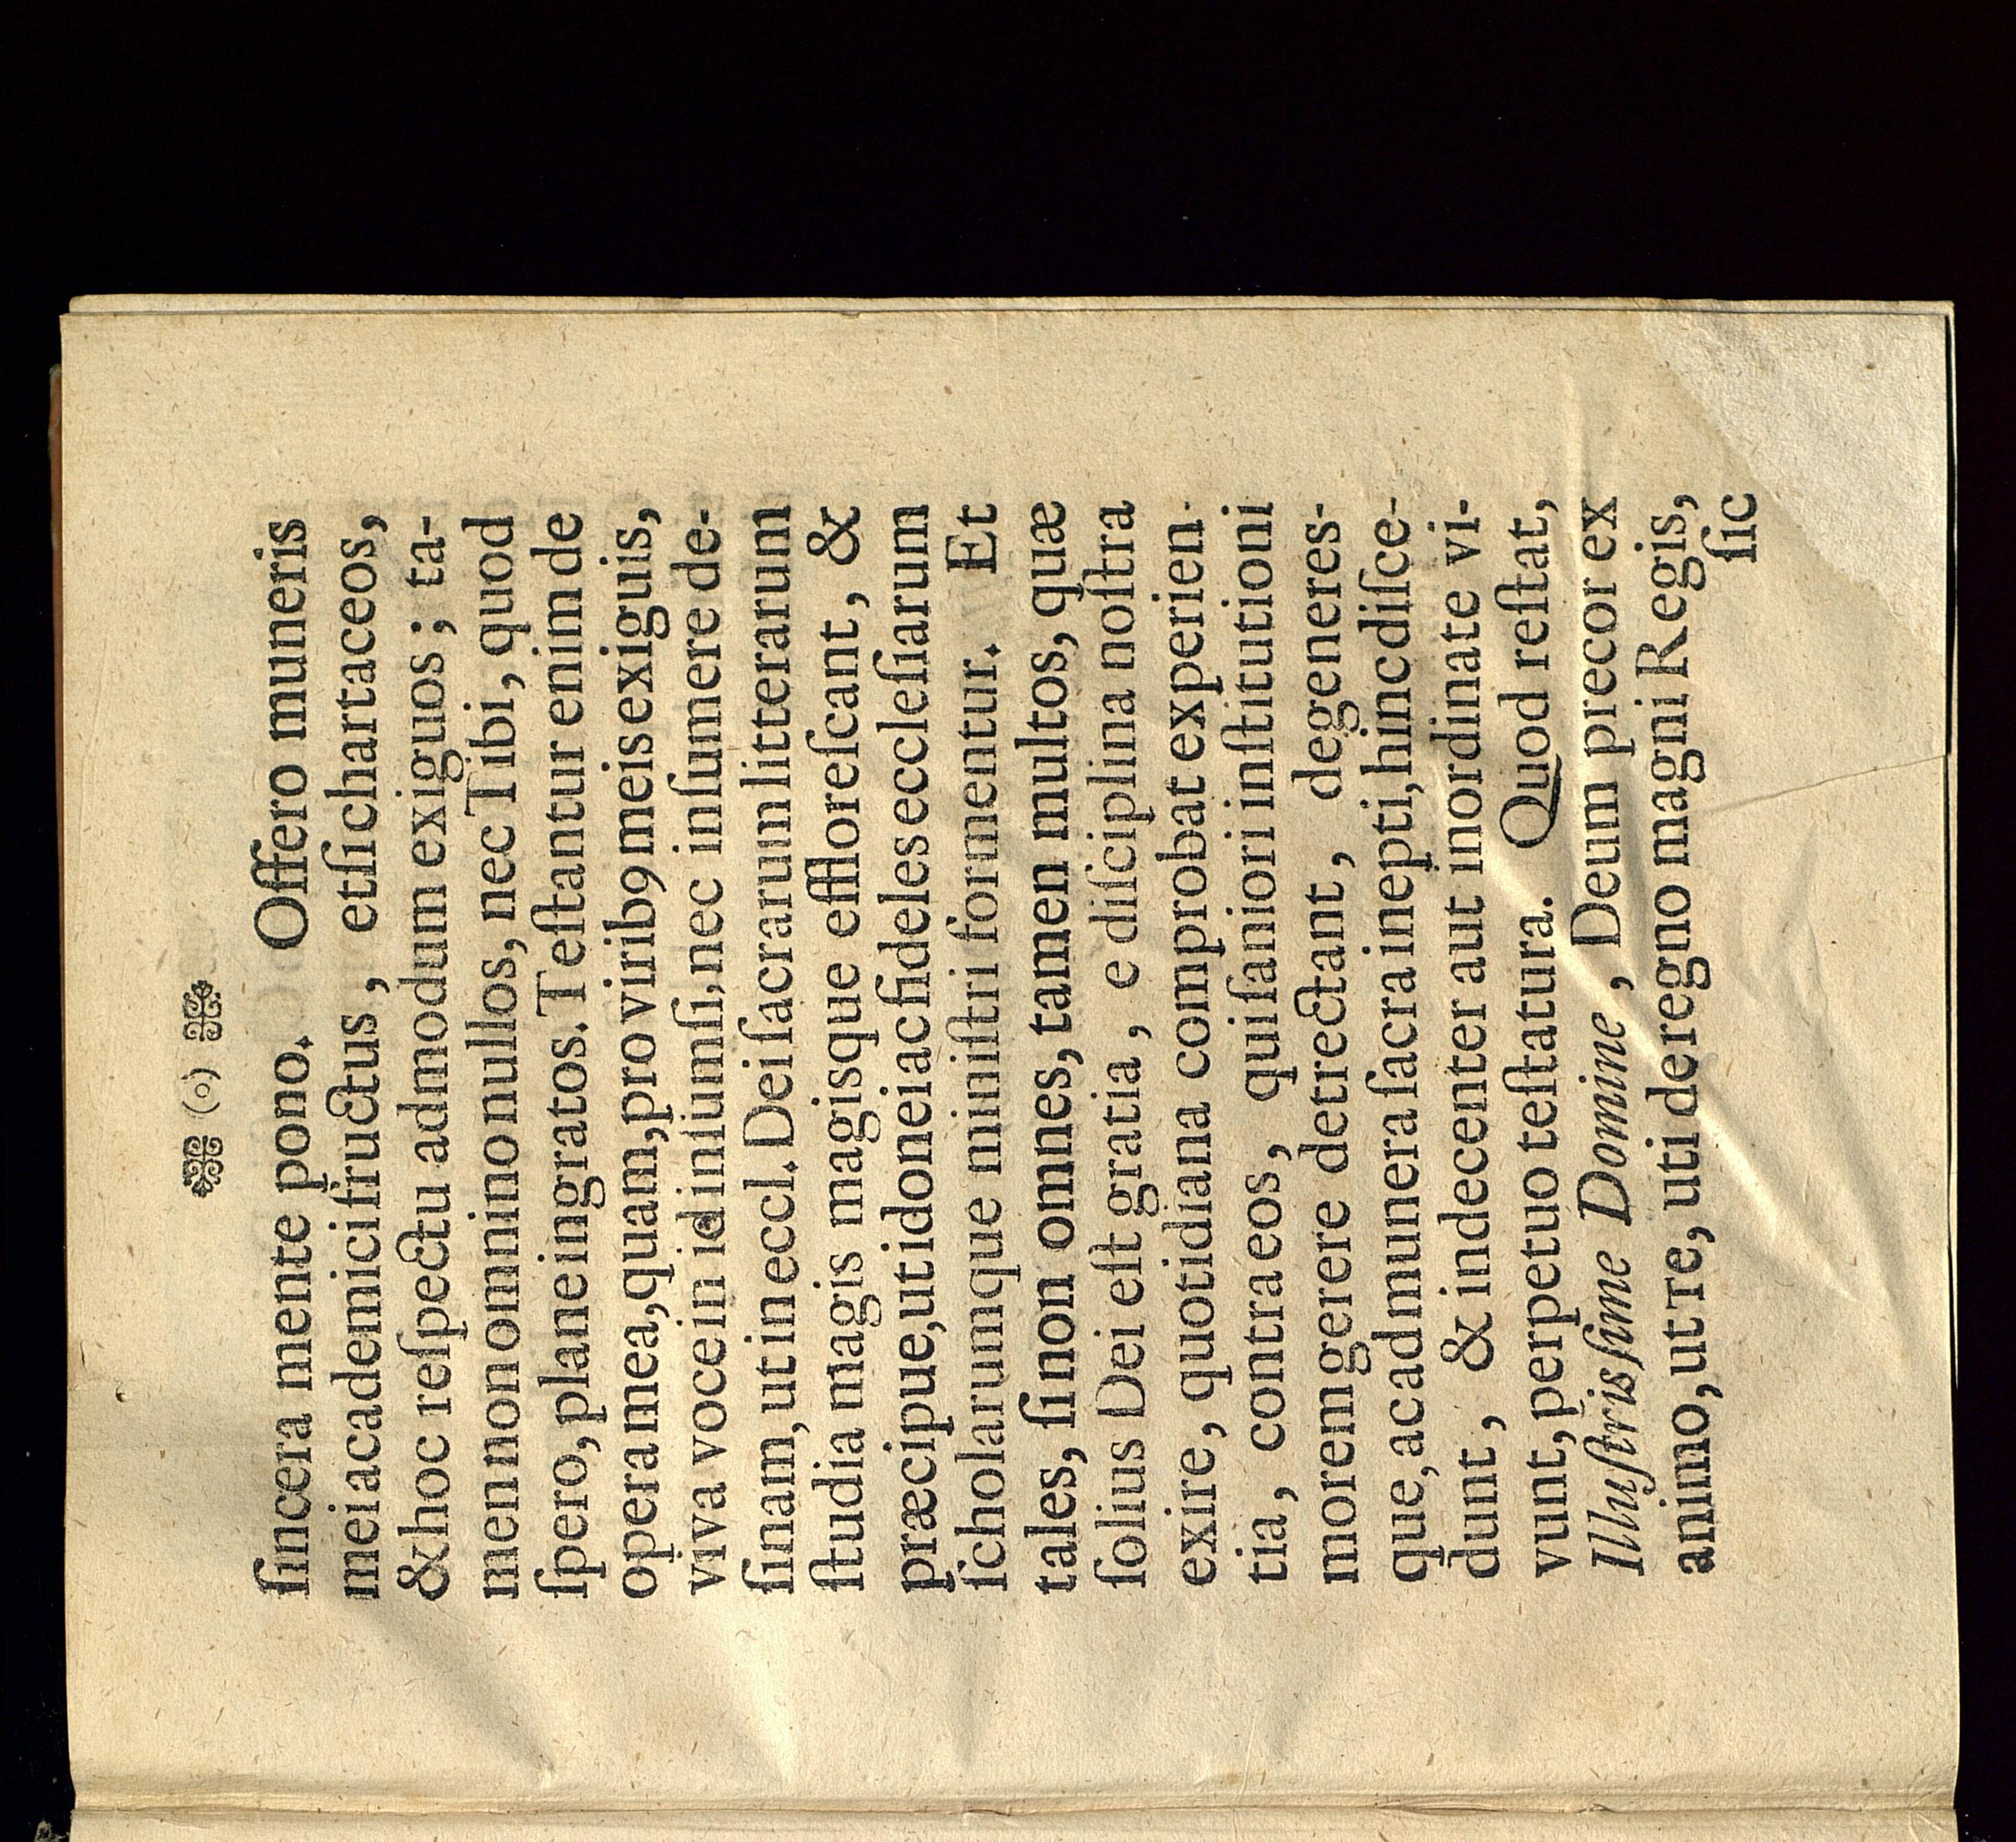 (o)
ſincera mente pono. Offero muneris
mei academici fructus, etſi chartaceos,
& hoc reſpectu admodum exiguos; ta-
men non omnino nullos, nec Tibi, quod
ſpero, plane ingratos. Teſtantur enim de
opera mea, quam, pro virib9 meis exiguis,
viva voce in id iniumſi, nec inſumere de-
ſinam, ut in eccl. Dei ſacrarum litterarum
ſtudia magis magisque effloreſcant, &
præcipue, ut idonei ac fideles eccleſiarum
ſcholarumque miniſtri formentur. Et
tales, ſi non omnes, tamen multos, quæ
ſolius Dei eſt gratia, e diſciplina noſtra
exire, quotidiana comprobat experien-
tia, contra eos, qui ſaniori inſtitutioni
morem gerere detrectant, degeneres-
que, ac ad munera ſacra inepti, hinc diſce-
dunt, & indecenter aut inordinate vi-
vunt, perpetuo teſtatura. Quod reſtat,
Illuſtrisſime Domine, Deum precor ex
animo, ut TE, uti de regno magni Regis,
ſic